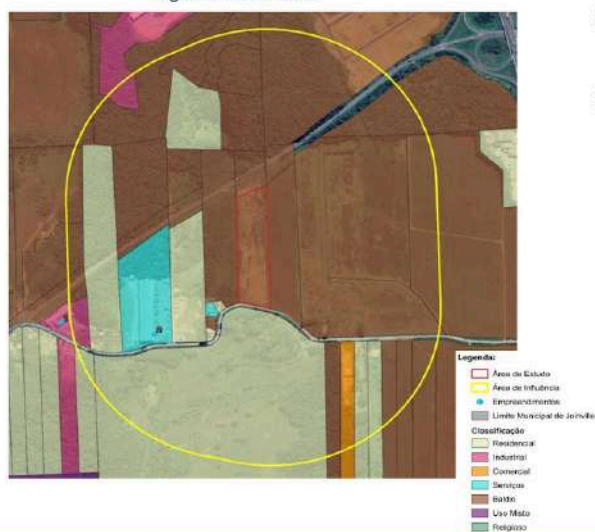 Legenda:
Área de Estudo
Área de Influência
Empreendimentos
Limite Municipal de Joinville
Classificação
Residencial
Industrial
Comercial
Serviços
Baldio
Uso Misto
Religioso